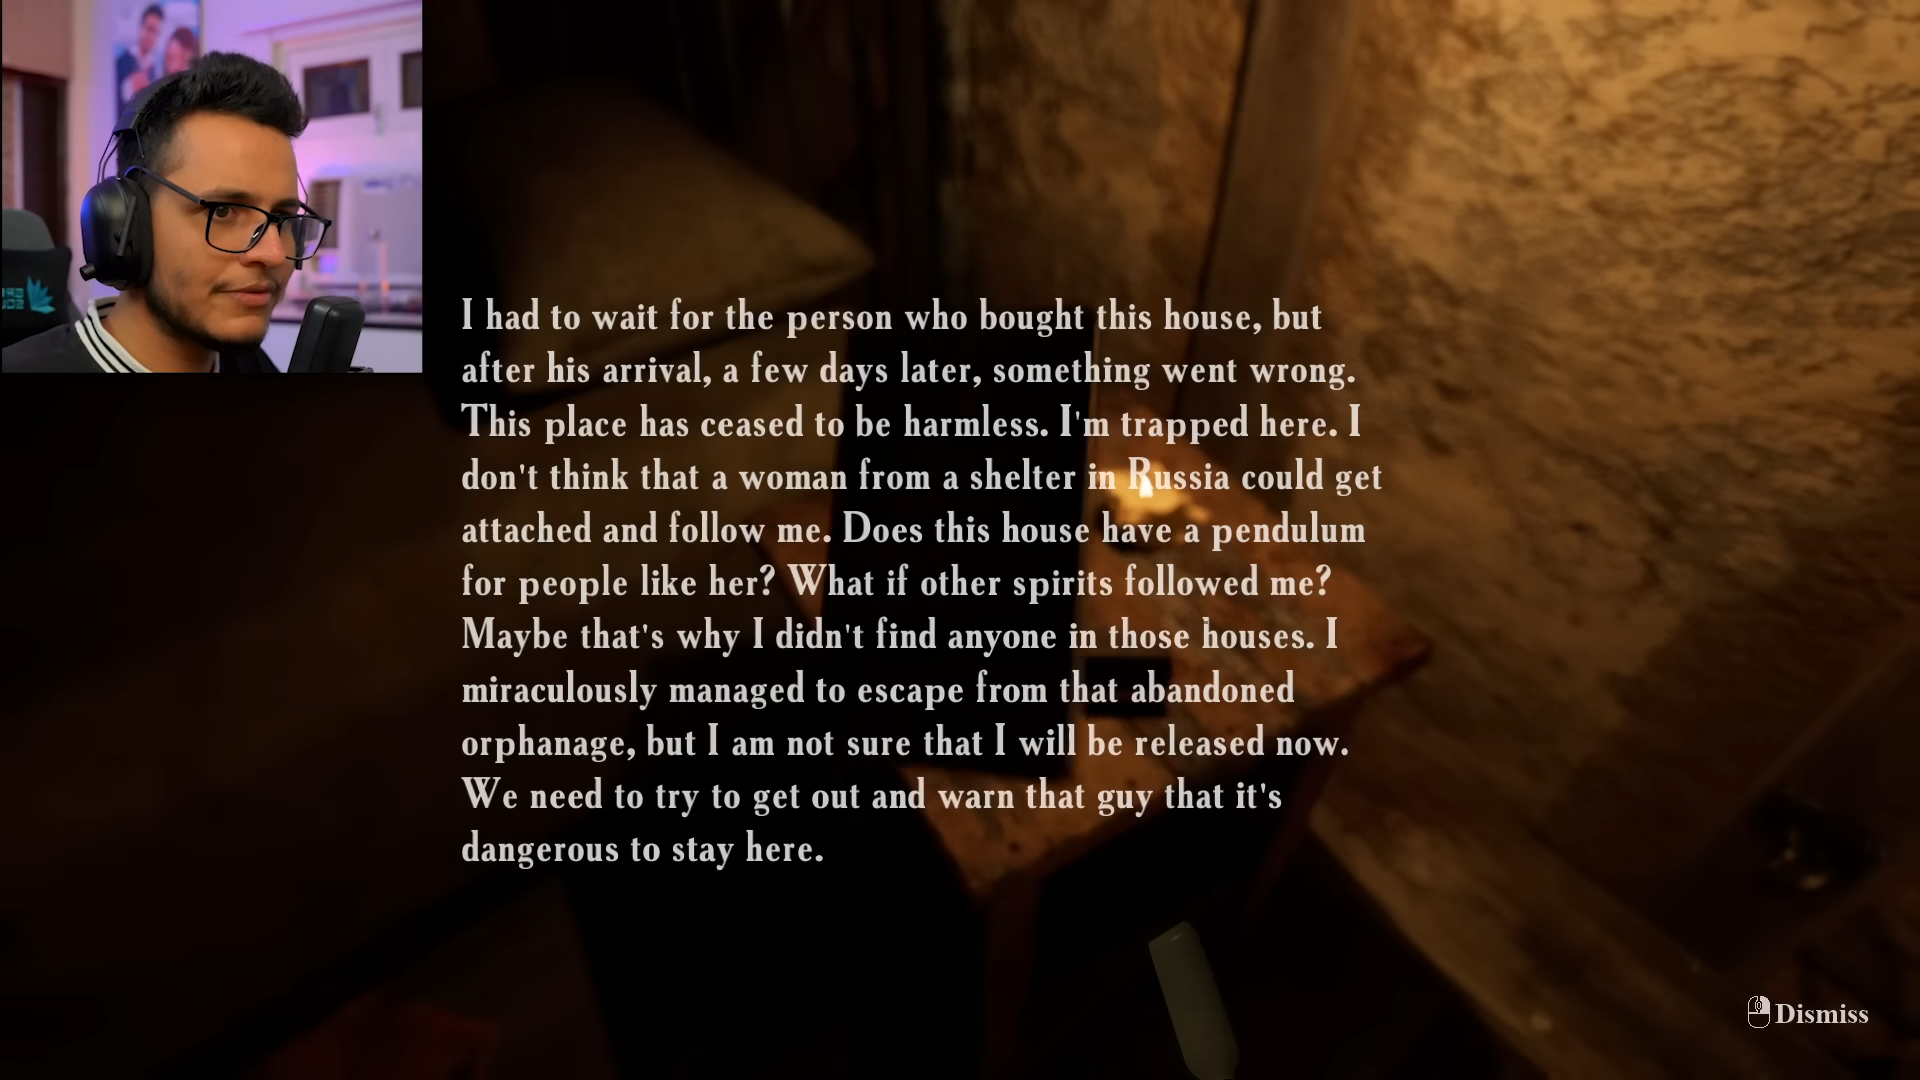 I had to wait for the person who bought this house, but
after his arrival, a few days later, something went wrong.
This place has ceased to be harmless. I'm trapped here. I
don't think that a woman from a shelter in Russia could get
attached and follow me. Does this house have a pendulum
for people like her? What if other spirits followed me?
Maybe that's why I didn't find anyone in those houses. I
miraculously managed to escape from that abandoned
orphanage, but I am not sure that I will be released now.
We need to try to get out and warn that guy that it's
dangerous to stay here.
Dismiss